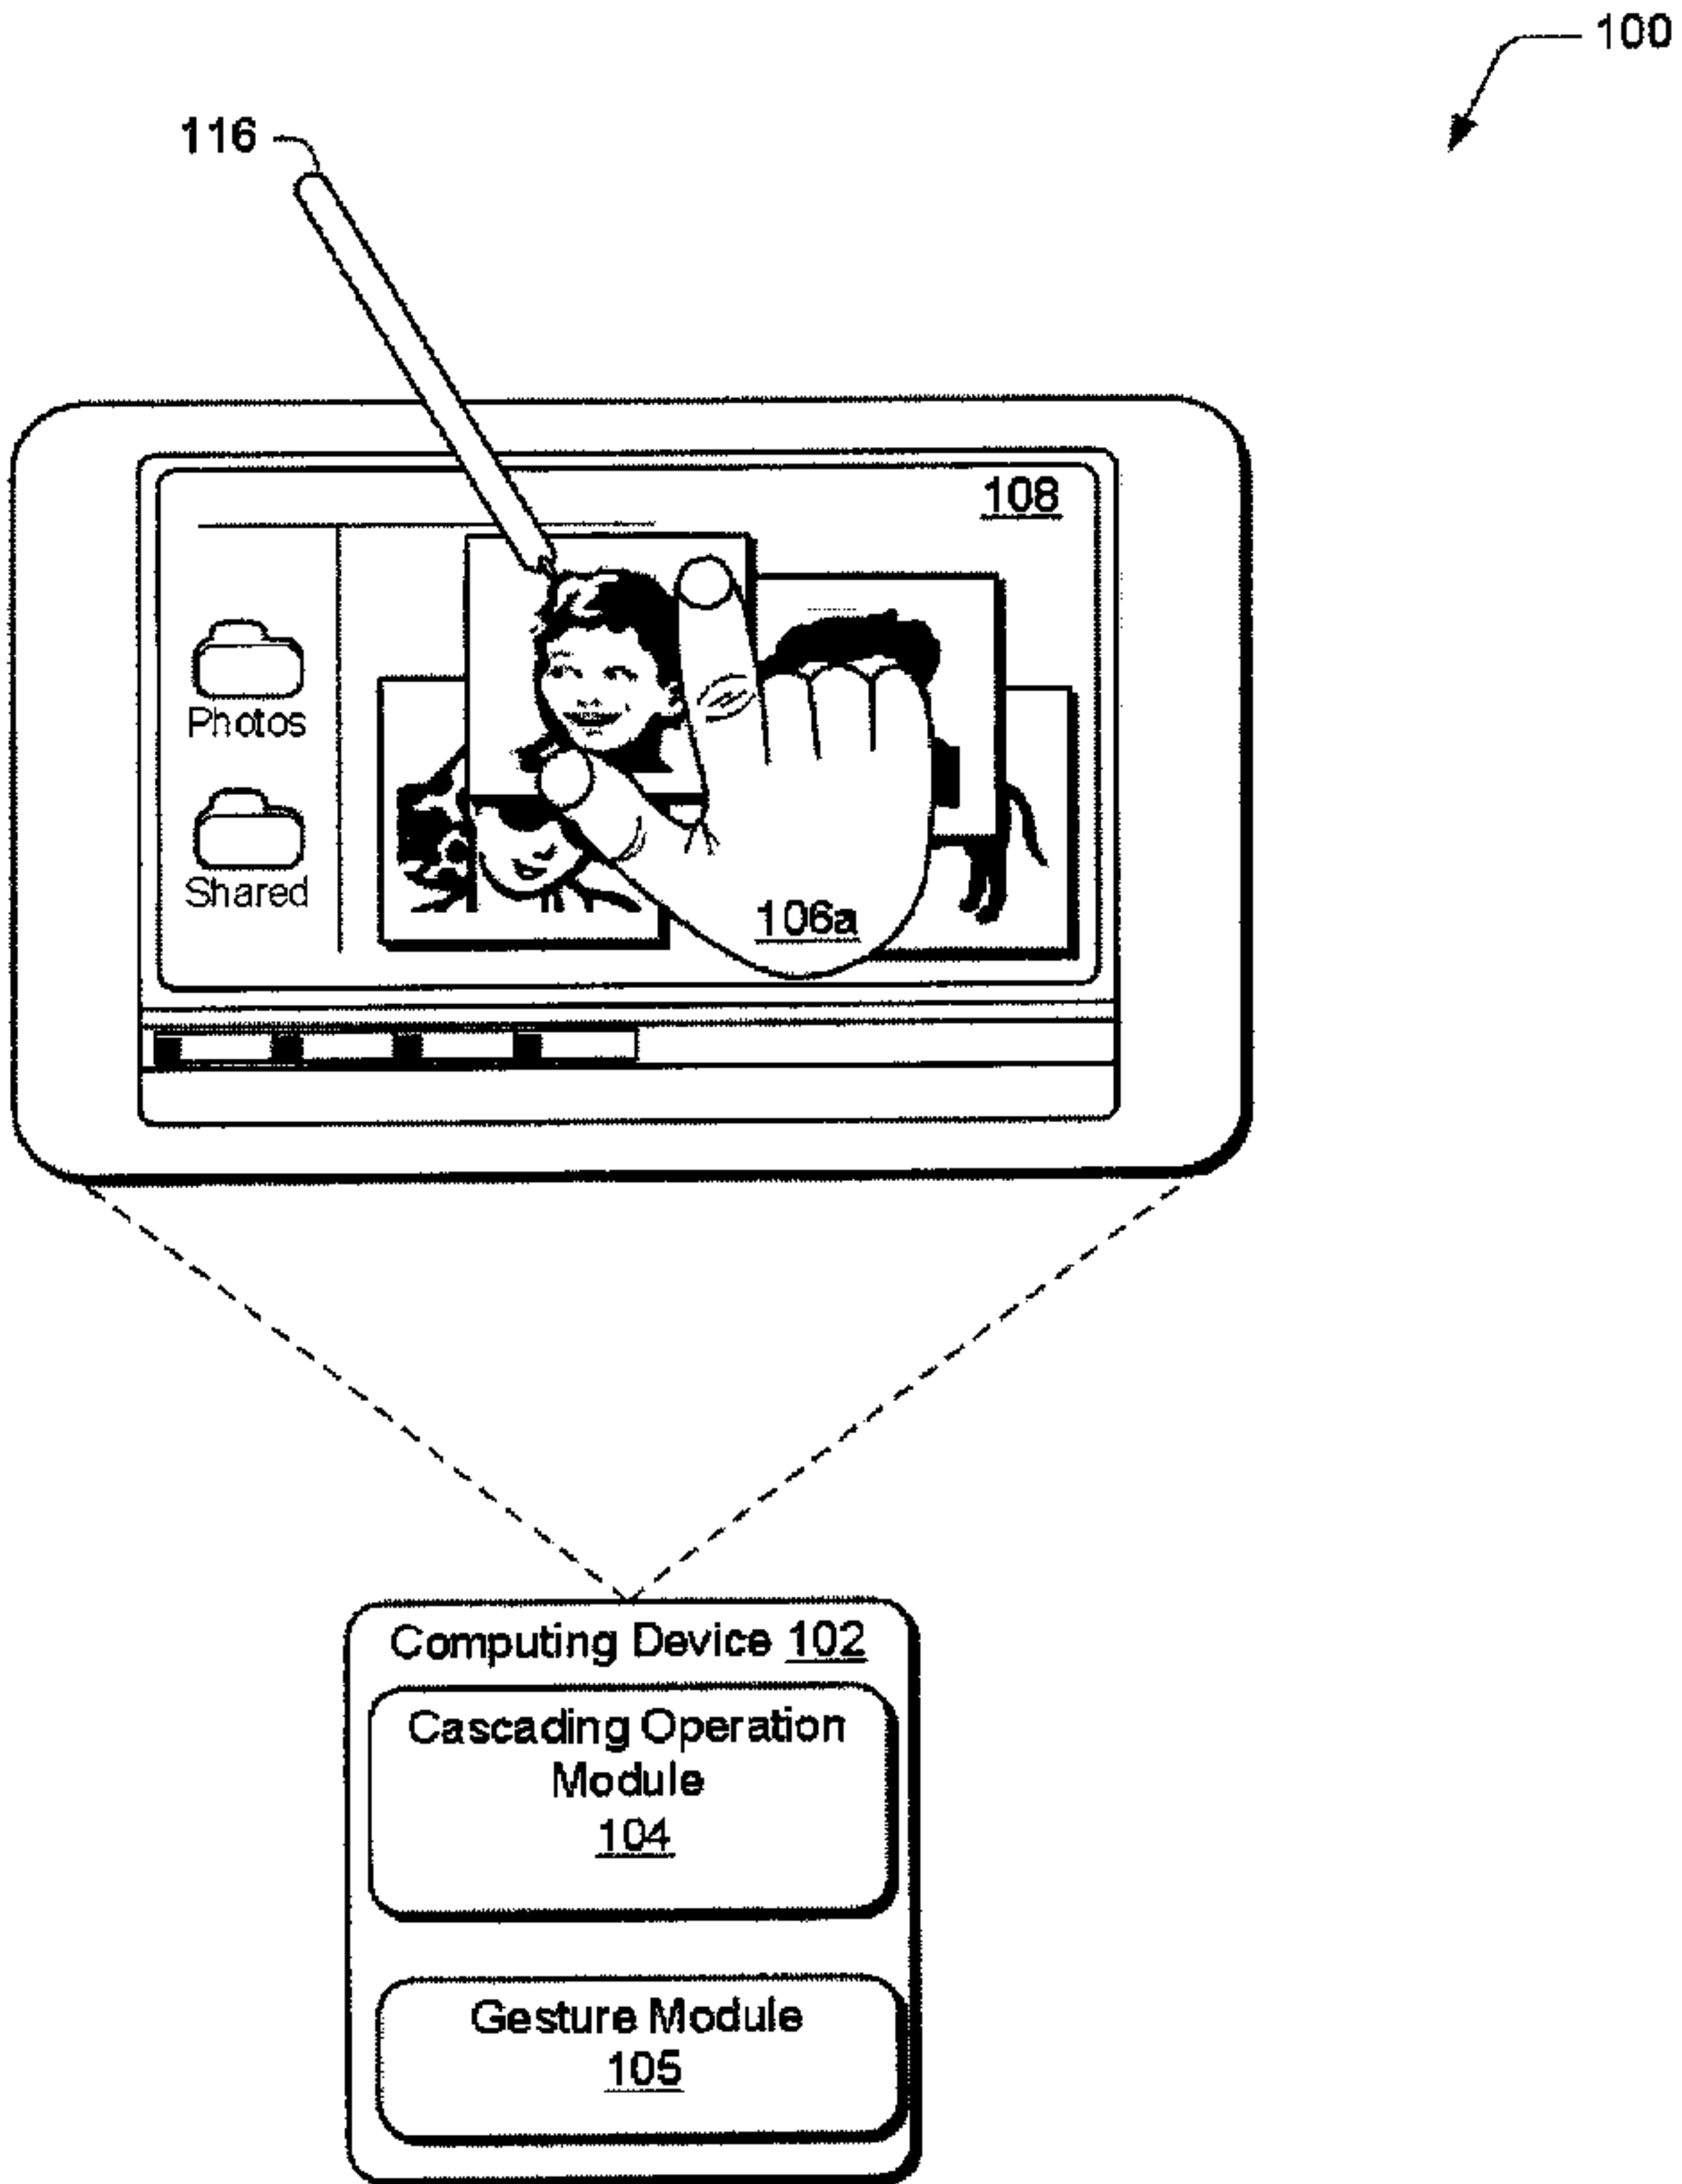 100
116
108
Photos
Shared
106a
Computing Device 102
Cascading Operation
Module
104
Gesture Module
105